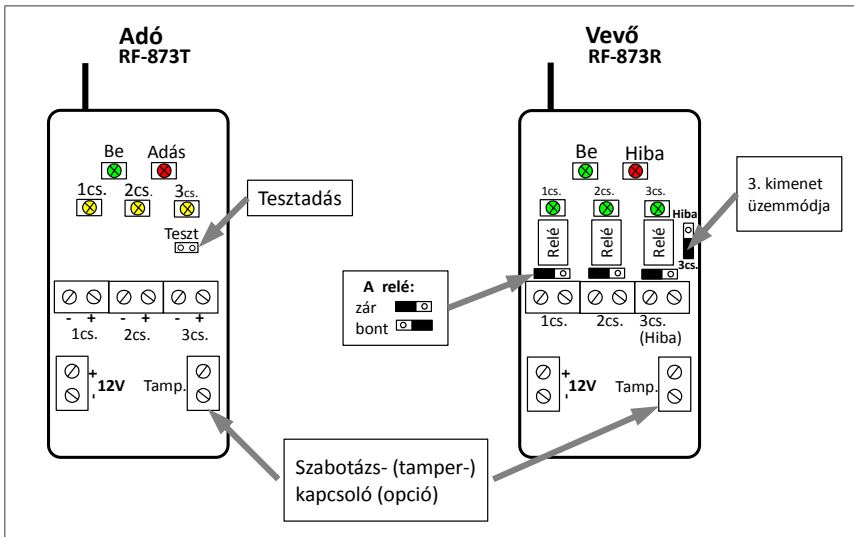 Adó
RF-873T
Be Adás
1cs. 2cs. 3cs.
Teszt
- + - + - +
1cs. 2cs. 3cs.
+
12V
-
Tamp.
Tesztadás
Vevő
RF-873R
Be Hiba
1cs. 2cs. 3cs.
Hiba
Relé Relé Relé
3cs.
1cs. 2cs. 3cs.
(Hiba)
+
12V
-
Tamp.
3. kimenet
üzemmódja
A relé:
zár
bont
Szabotázs- (tamper-)
kapcsoló (opció)